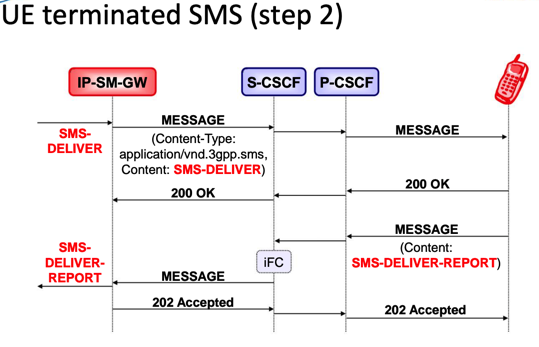 UE terminated SMS (step 2)
IP-SM-GW
S-CSCF
P-CSCF
SMS-
DELIVER
MESSAGE
(Content-Type:
application/vnd.3gpp.sms,
Content: SMS-DELIVER)
MESSAGE
200 OK
200 OK
MESSAGE
(Content:
SMS-DELIVER-REPORT)
iFC
SMS-
DELIVER-
REPORT
MESSAGE
202 Accepted
202 Accepted